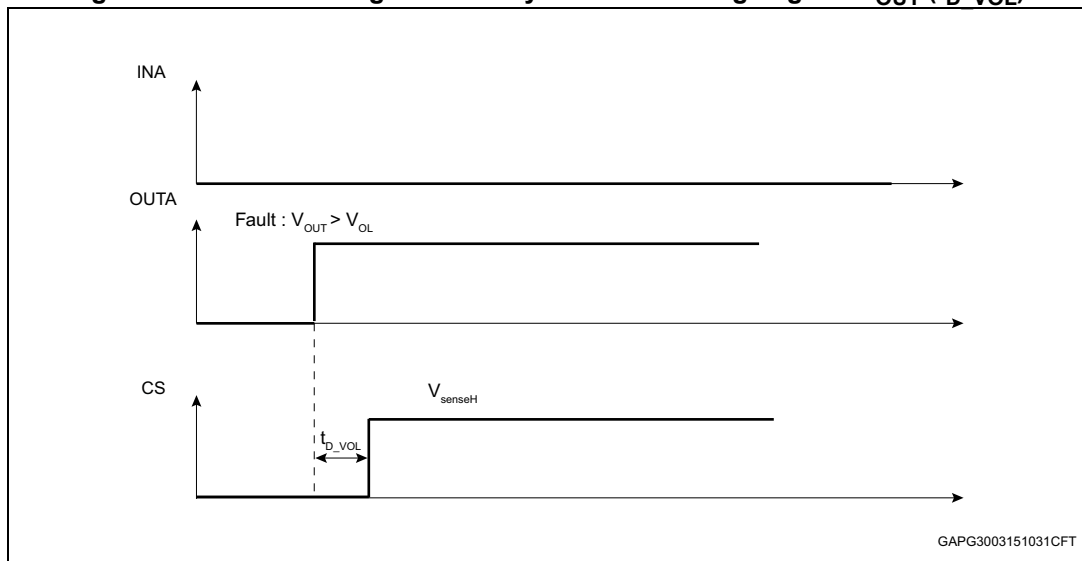 INA
OUTA
Fault : V_OUT > V_OL
CS
V_senseH
t_D_VOL
GAPG3003151031CFT